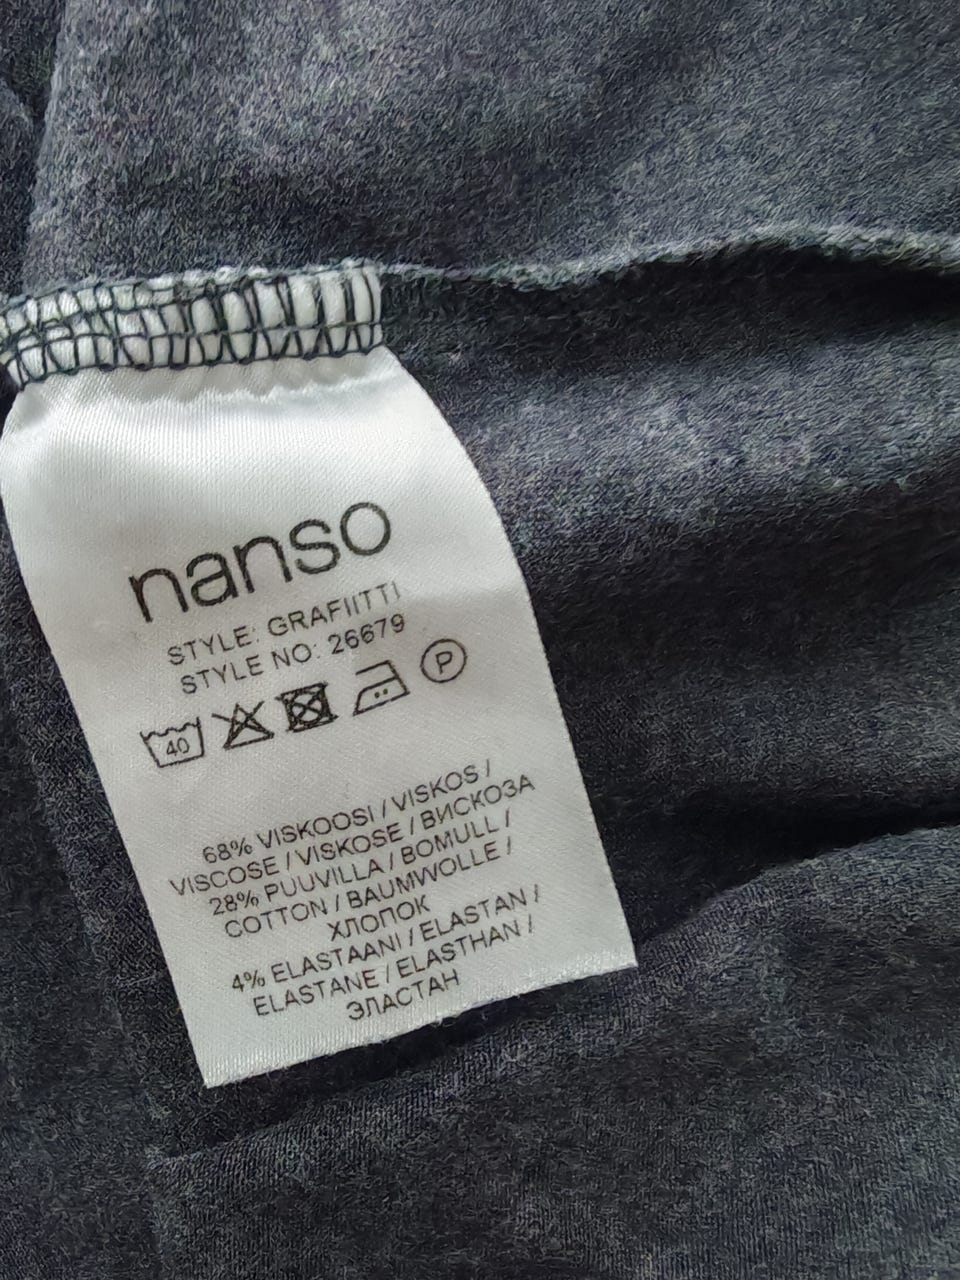 nanso
STYLE: GRAFIITTI
STYLE NO: 26679
40 P
68% VISKOOSI / VISKOS /
VISCOSE / VISKOSE / ВИСКОЗА
28% PUUVILLA / BOMULL /
COTTON / BAUMWOLLE /
ХЛОПОК
4% ELASTAANI / ELASTAN /
ELASTANE / ELASTHAN /
ЭЛАСТАН